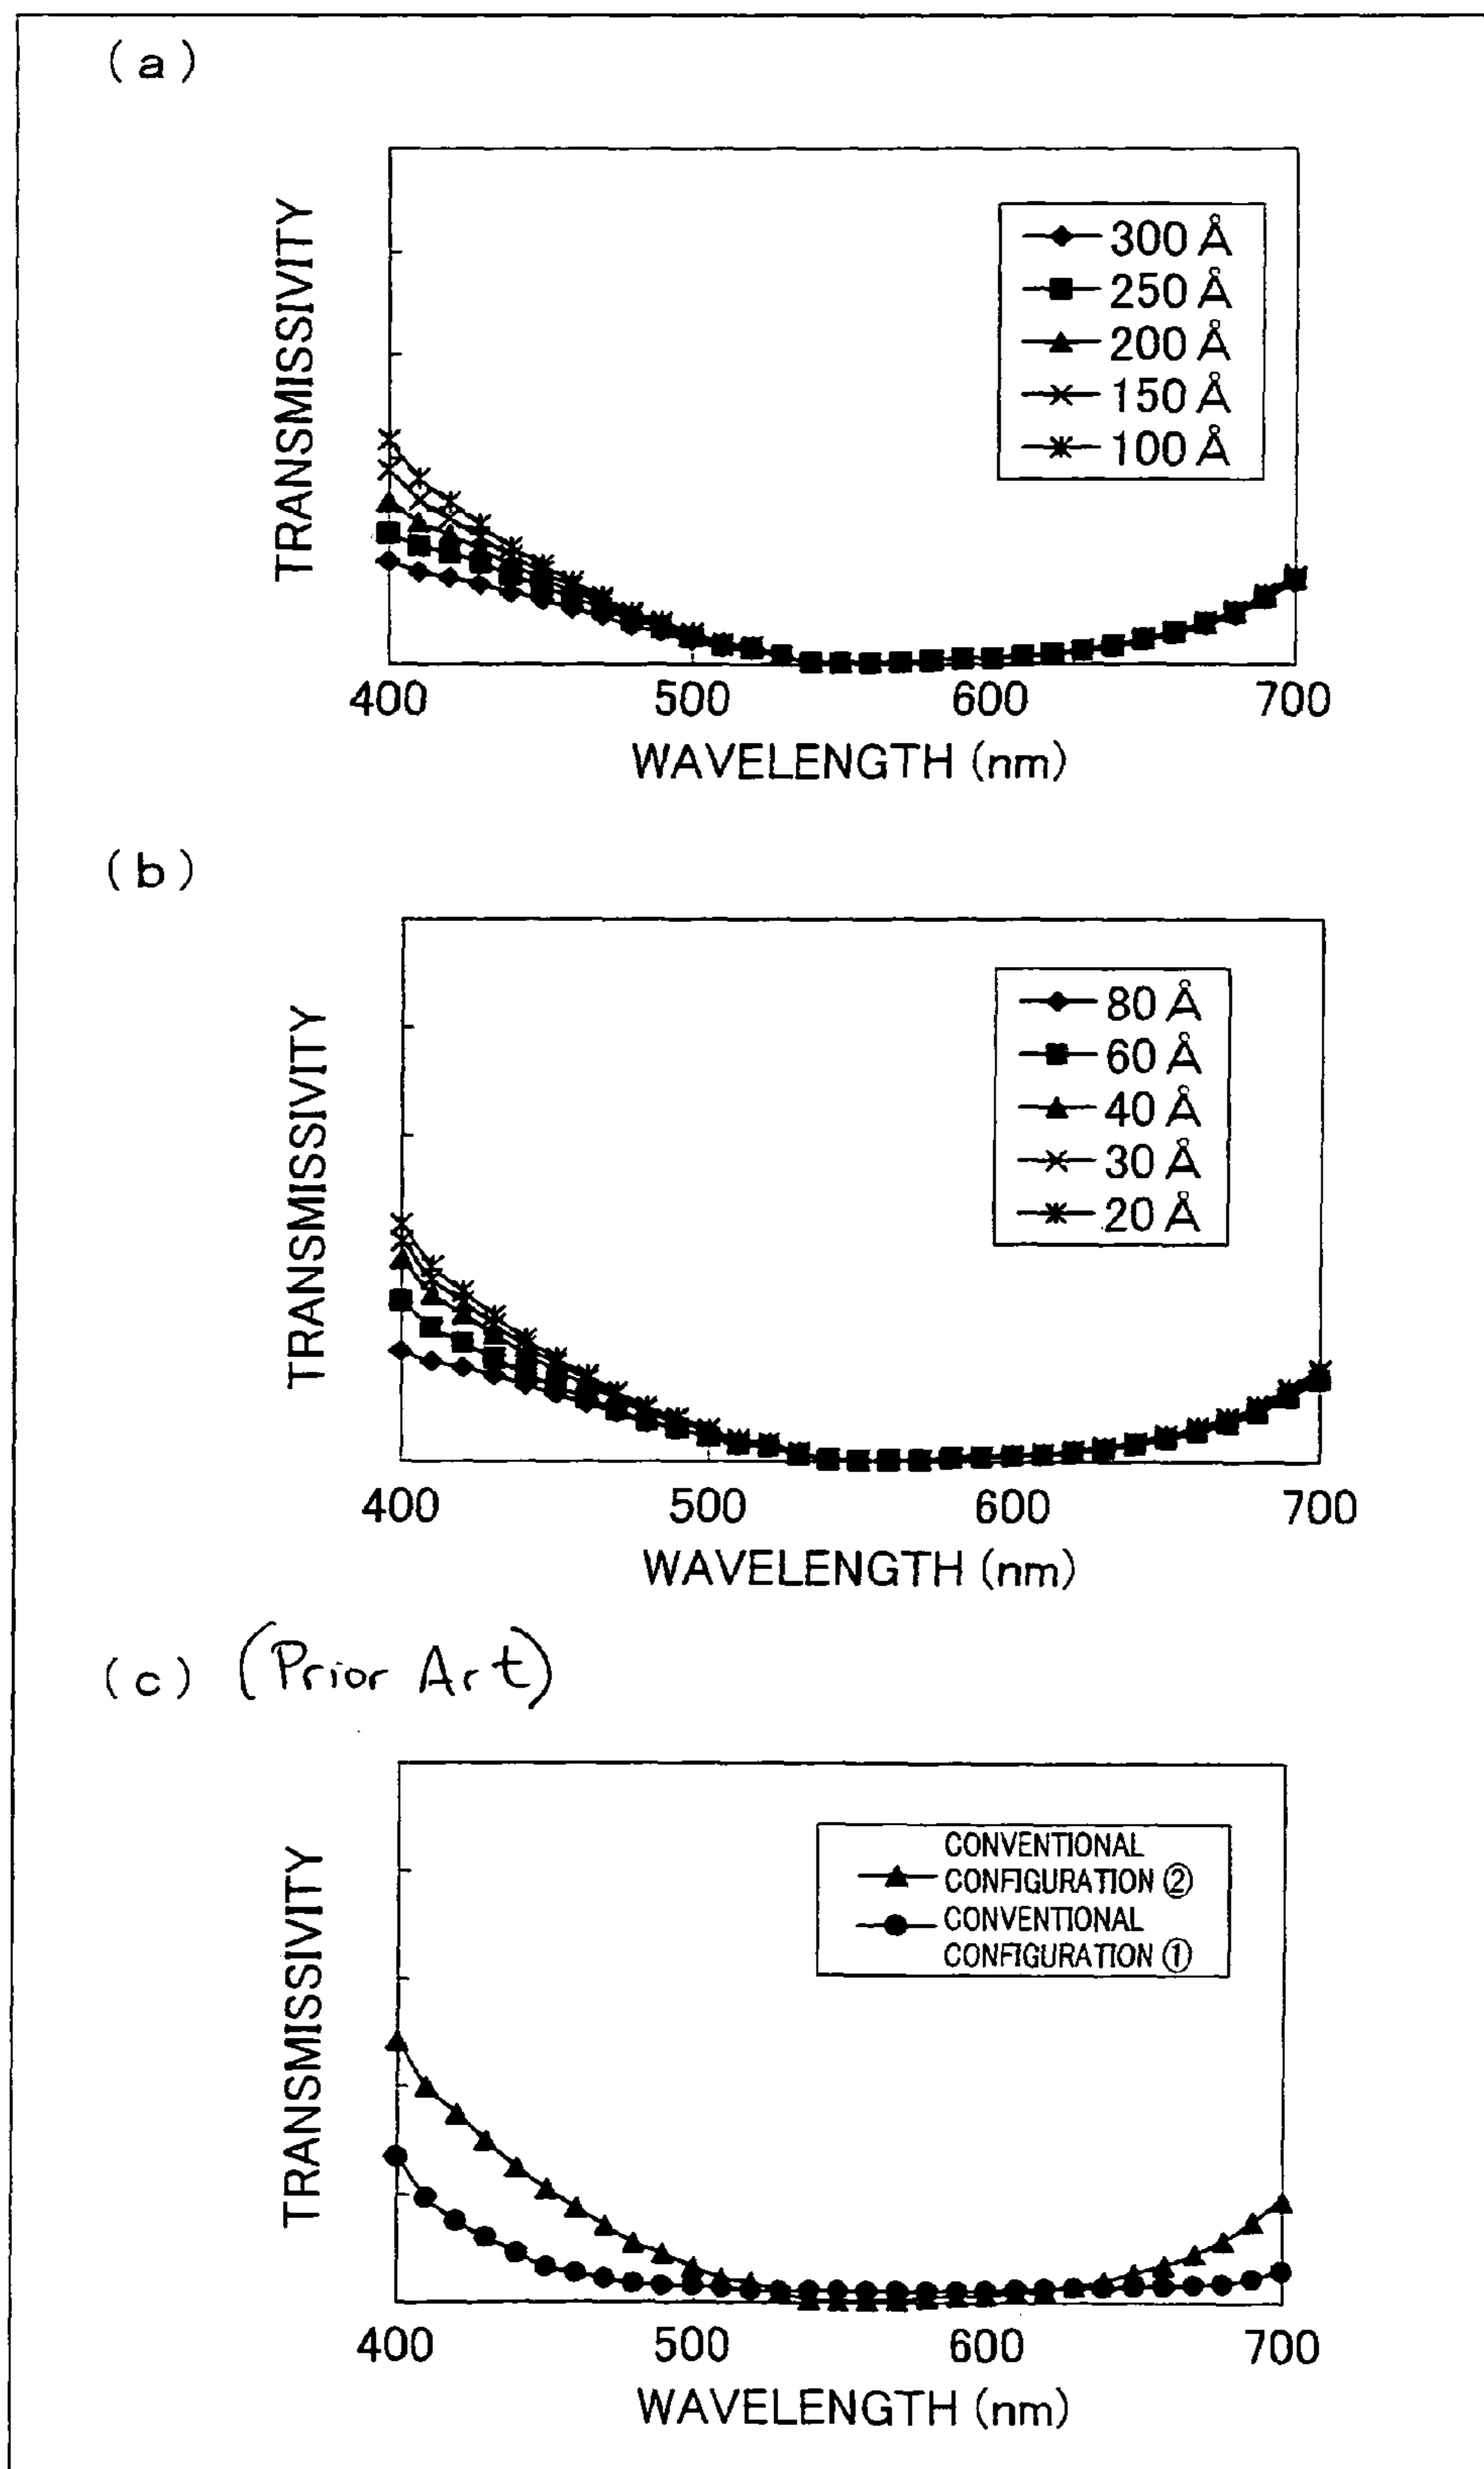 (a)
TRANSMISSIVITY
300 Å
250 Å
200 Å
150 Å
100 Å
400 500 600 700
WAVELENGTH (nm)
(b)
TRANSMISSIVITY
80 Å
60 Å
40 Å
30 Å
20 Å
400 500 600 700
WAVELENGTH (nm)
(c) (Prior Art)
TRANSMISSIVITY
CONVENTIONAL
CONFIGURATION ②
CONVENTIONAL
CONFIGURATION ①
400 500 600 700
WAVELENGTH (nm)